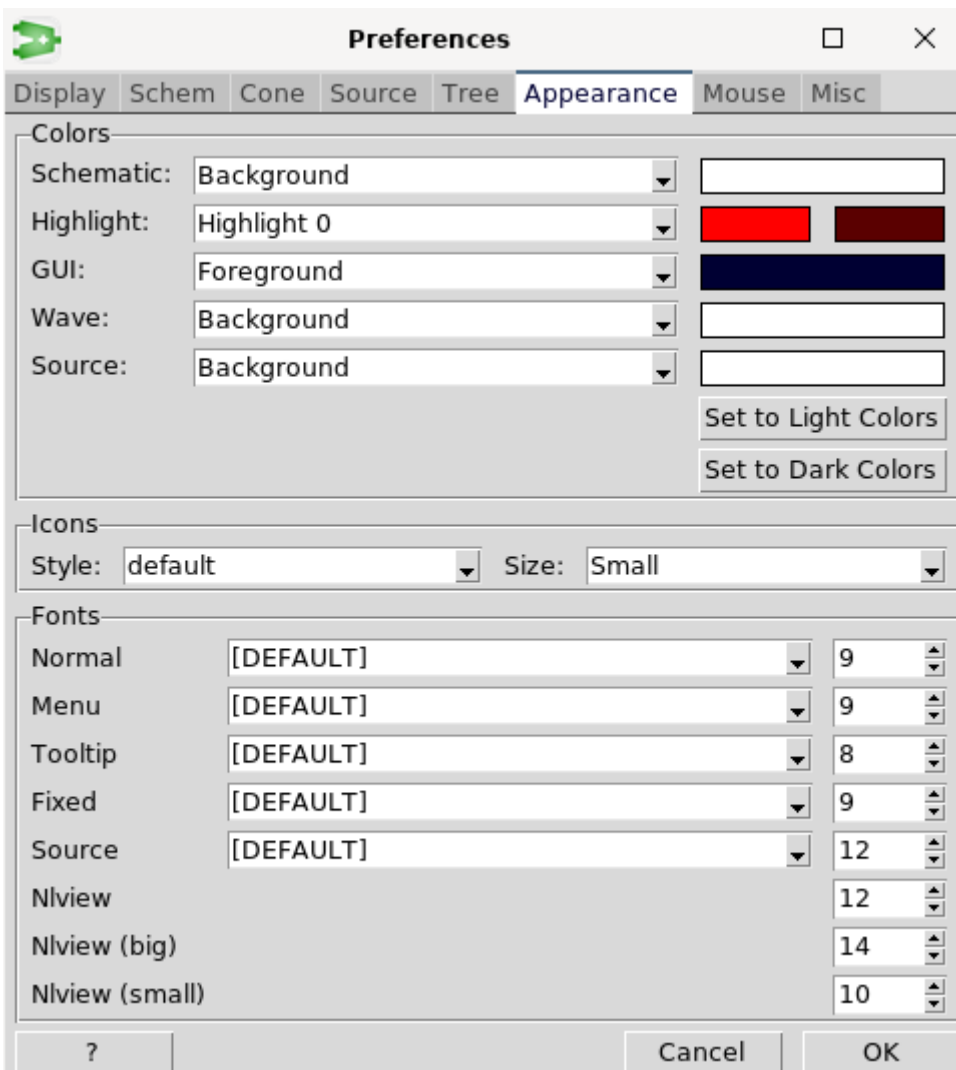 Preferences
Display Schem Cone Source Tree Appearance Mouse Misc
Colors
Schematic: Background
Highlight: Highlight 0
GUI: Foreground
Wave: Background
Source: Background
Set to Light Colors
Set to Dark Colors
Icons
Style: default Size: Small
Fonts
Normal [DEFAULT] 9
Menu [DEFAULT] 9
Tooltip [DEFAULT] 8
Fixed [DEFAULT] 9
Source [DEFAULT] 12
Nlview 12
Nlview (big) 14
Nlview (small) 10
? Cancel OK